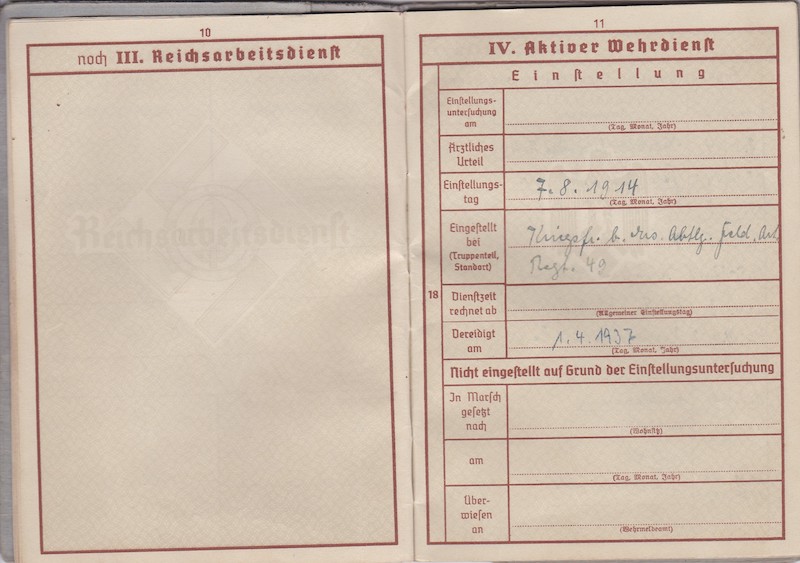 10
noch III. Reichsarbeitsdienst
Reichsarbeitsdienst
11
IV. Aktiver Wehrdienst
Einstellung
Einstellungs-
untersuchung
am
(Tag, Monat, Jahr)
Ärztliches
Urteil
Einstellungs-
tag
7.8.1914
(Tag, Monat, Jahr)
Eingestellt
bei
(Truppenteil,
Standort)
Kriegsfr. b. Ers. Abtlg. Feld. Art
Regt. 49
18
Dienstzeit
rechnet ab
(Allgemeiner Einstellungstag)
Vereidigt
am
1.4.1937
(Tag, Monat, Jahr)
Nicht eingestellt auf Grund der Einstellungsuntersuchung
In Marsch
gesetzt
nach
(Wohnsitz)
am
(Tag, Monat, Jahr)
Über-
wiesen
an
(Wehrmeldeamt)